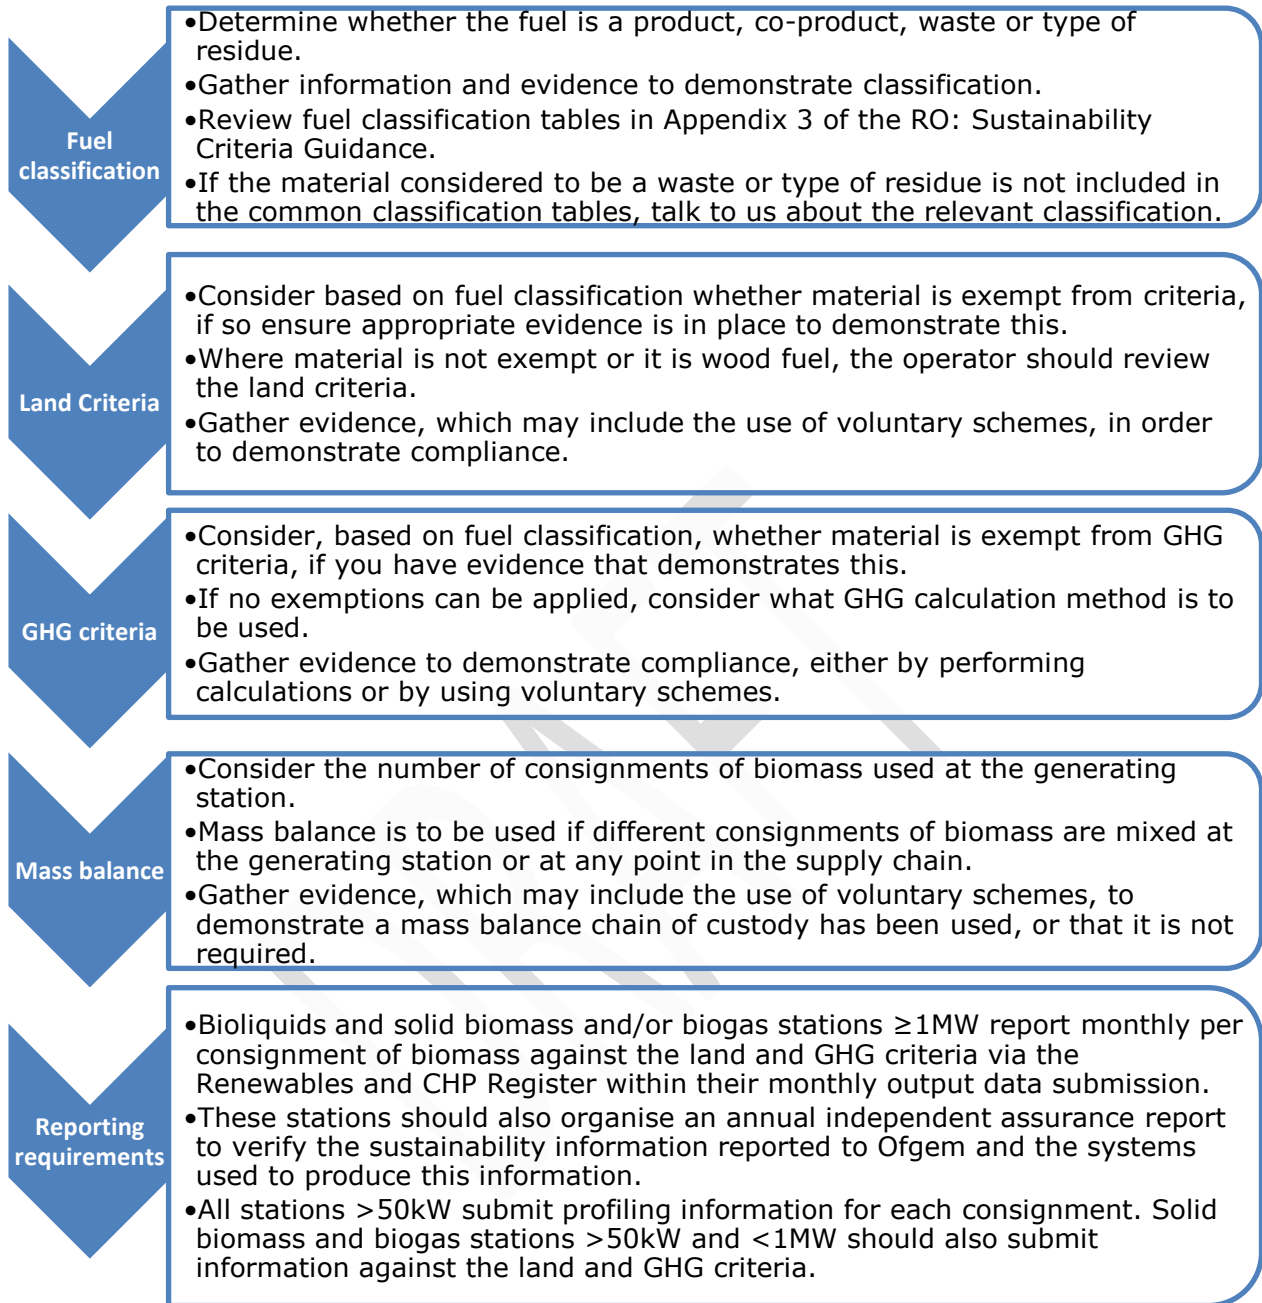 Fuel
classification
•Determine whether the fuel is a product, co-product, waste or type of
residue.
•Gather information and evidence to demonstrate classification.
•Review fuel classification tables in Appendix 3 of the RO: Sustainability
Criteria Guidance.
•If the material considered to be a waste or type of residue is not included in
the common classification tables, talk to us about the relevant classification.
Land Criteria
•Consider based on fuel classification whether material is exempt from criteria,
if so ensure appropriate evidence is in place to demonstrate this.
•Where material is not exempt or it is wood fuel, the operator should review
the land criteria.
•Gather evidence, which may include the use of voluntary schemes, in order
to demonstrate compliance.
GHG criteria
•Consider, based on fuel classification, whether material is exempt from GHG
criteria, if you have evidence that demonstrates this.
•If no exemptions can be applied, consider what GHG calculation method is to
be used.
•Gather evidence to demonstrate compliance, either by performing
calculations or by using voluntary schemes.
Mass balance
•Consider the number of consignments of biomass used at the generating
station.
•Mass balance is to be used if different consignments of biomass are mixed at
the generating station or at any point in the supply chain.
•Gather evidence, which may include the use of voluntary schemes, to
demonstrate a mass balance chain of custody has been used, or that it is not
required.
Reporting
requirements
•Bioliquids and solid biomass and/or biogas stations ≥1MW report monthly per
consignment of biomass against the land and GHG criteria via the
Renewables and CHP Register within their monthly output data submission.
•These stations should also organise an annual independent assurance report
to verify the sustainability information reported to Ofgem and the systems
used to produce this information.
•All stations >50kW submit profiling information for each consignment. Solid
biomass and biogas stations >50kW and <1MW should also submit
information against the land and GHG criteria.
DRAFT